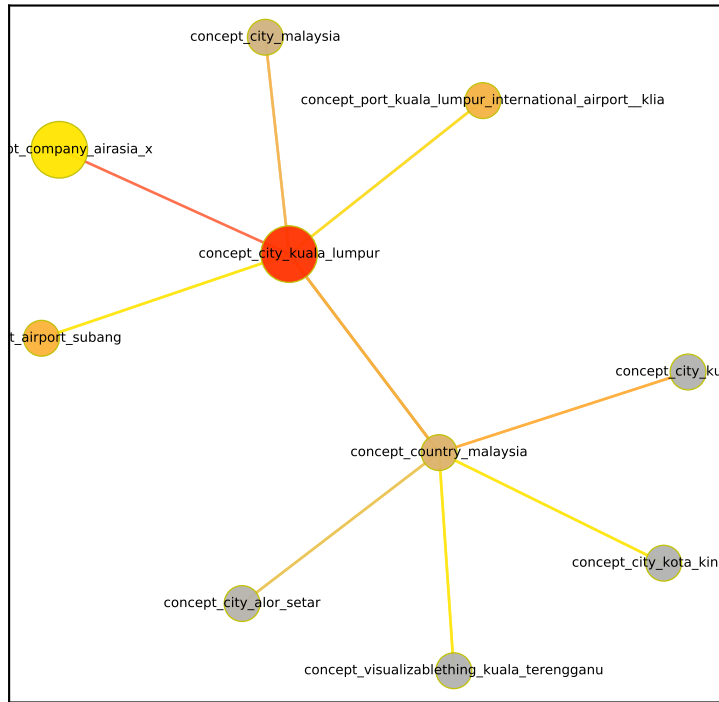 concept_city_malaysia
concept_port_kuala_lumpur_international_airport__klia
pt_company_airasia_x
concept_city_kuala_lumpur
t_airport_subang
concept_city_ku
concept_country_malaysia
concept_city_kota_kin
concept_city_alor_setar
concept_visualizablething_kuala_terengganu